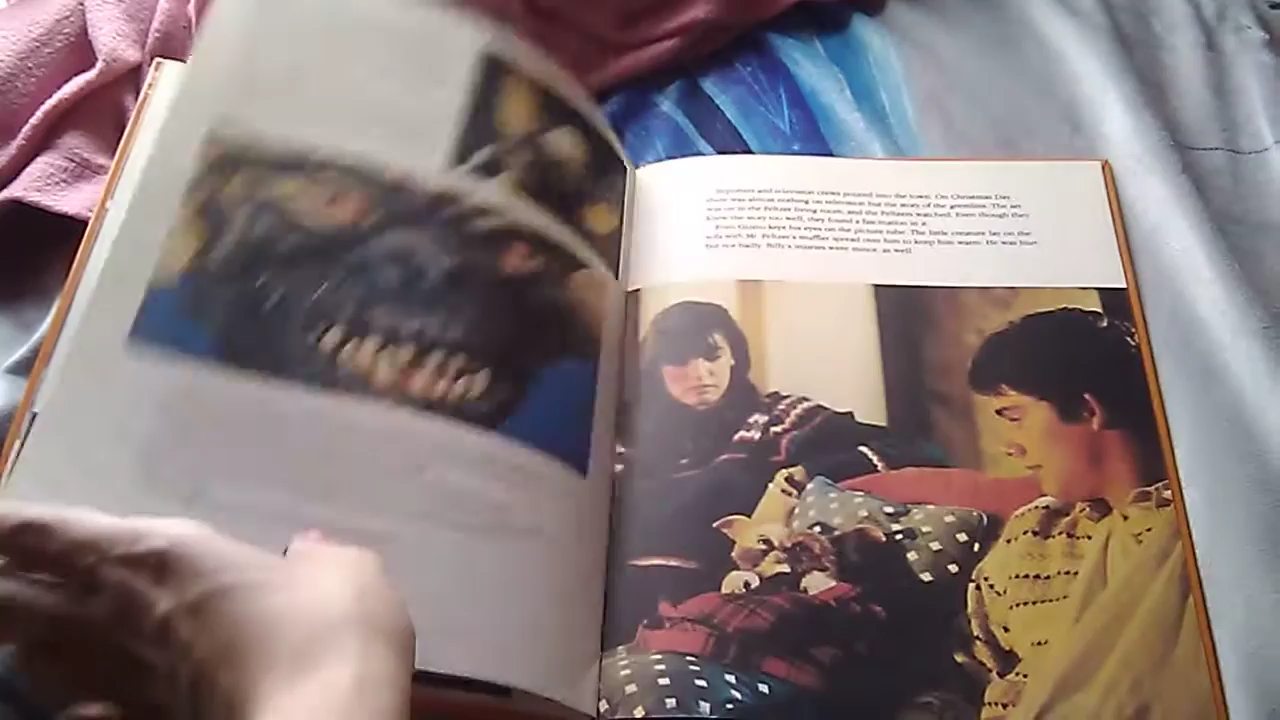 Reporters and television crews poured into the town. On Christmas Day
there was almost nothing on television but the story of the gremlins. The set
was on in the Peltzer living room, and the Peltzers watched. Even though they
knew the story too well, they found a fascination in it.
Even Gizmo kept his eyes on the picture tube. The little creature lay on the
sofa with Mr. Peltzer's muffler spread over him to keep him warm. He was hurt
but not badly. Billy's injuries were minor, as well.